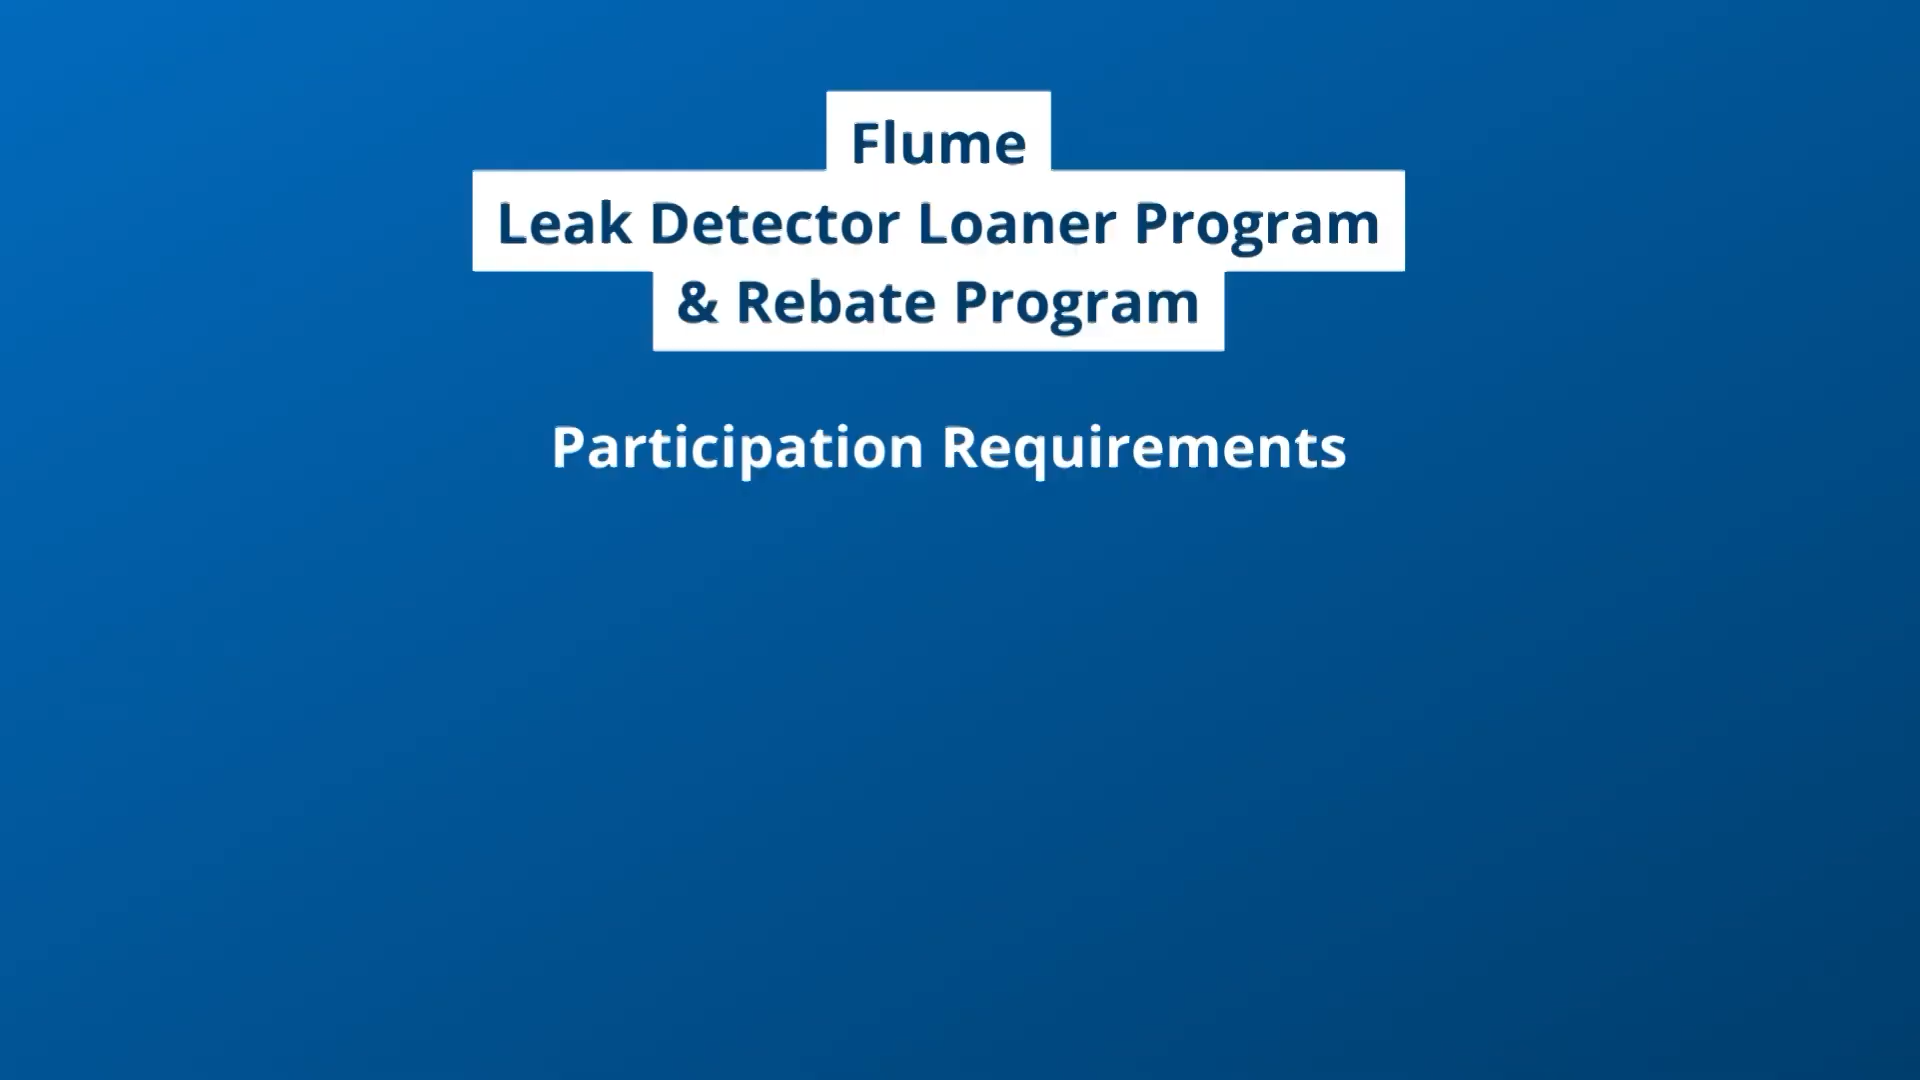 Flume
Leak Detector Loaner Program
& Rebate Program
Participation Requirements